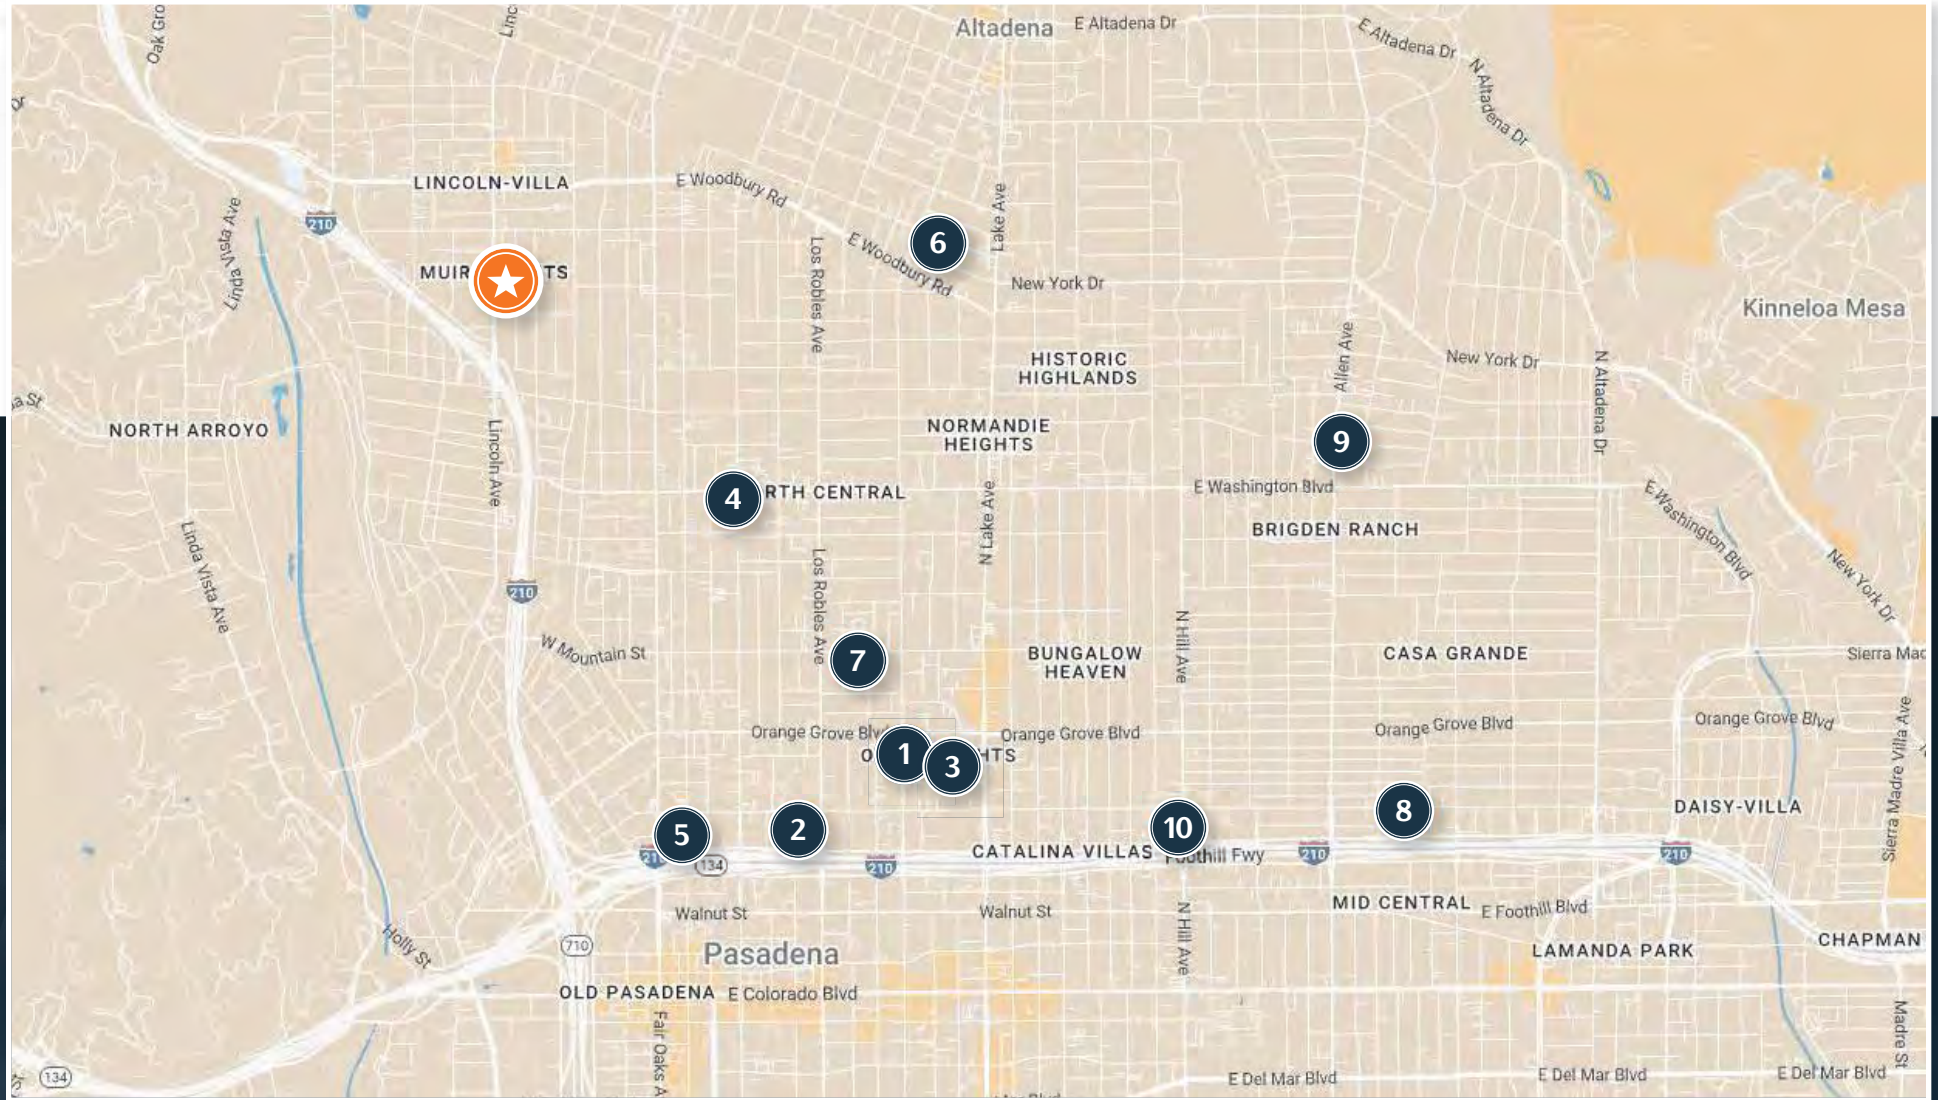 Oak Gro
Linc
Altadena
E Altadena Dr
E Altadena Dr
N Altadena Dr
Dr
LINCOLN-VILLA
E Woodbury Rd
210
Linda Vista Ave
Lake Ave
6
E Woodbury Rd
Los Robles Ave
MUIR
TS
New York Dr
Kinneloa Mesa
Allen Ave
New York Dr
HISTORIC
HIGHLANDS
N Altadena Dr
a St
NORTH ARROYO
Lincoln Ave
NORMANDIE
HEIGHTS
9
4
RTH CENTRAL
N Lake Ave
E Washington Blvd
E Washington Blvd
BRIGDEN RANCH
Linda Vista Ave
210
Los Robles Ave
New York Dr
W Mountain St
7
BUNGALOW
HEAVEN
N Hill Ave
CASA GRANDE
Sierra Mad
Orange Grove Blv
Orange Grove Blvd
Orange Grove Blvd
Orange Grove Blvd
O
1
3
HTS
Sierra Madre Villa Ave
5
2
10
8
DAISY-VILLA
210
134
210
CATALINA VILLAS
Foothill Fwy
210
210
Walnut St
Walnut St
MID CENTRAL
E Foothill Blvd
Holly St
710
Pasadena
N Hill Ave
LAMANDA PARK
CHAPMAN
OLD PASADENA
E Colorado Blvd
Fair Oaks A
Madre St
134
E Del Mar Blvd
E Del Mar Blvd
E Del Mar Blvd